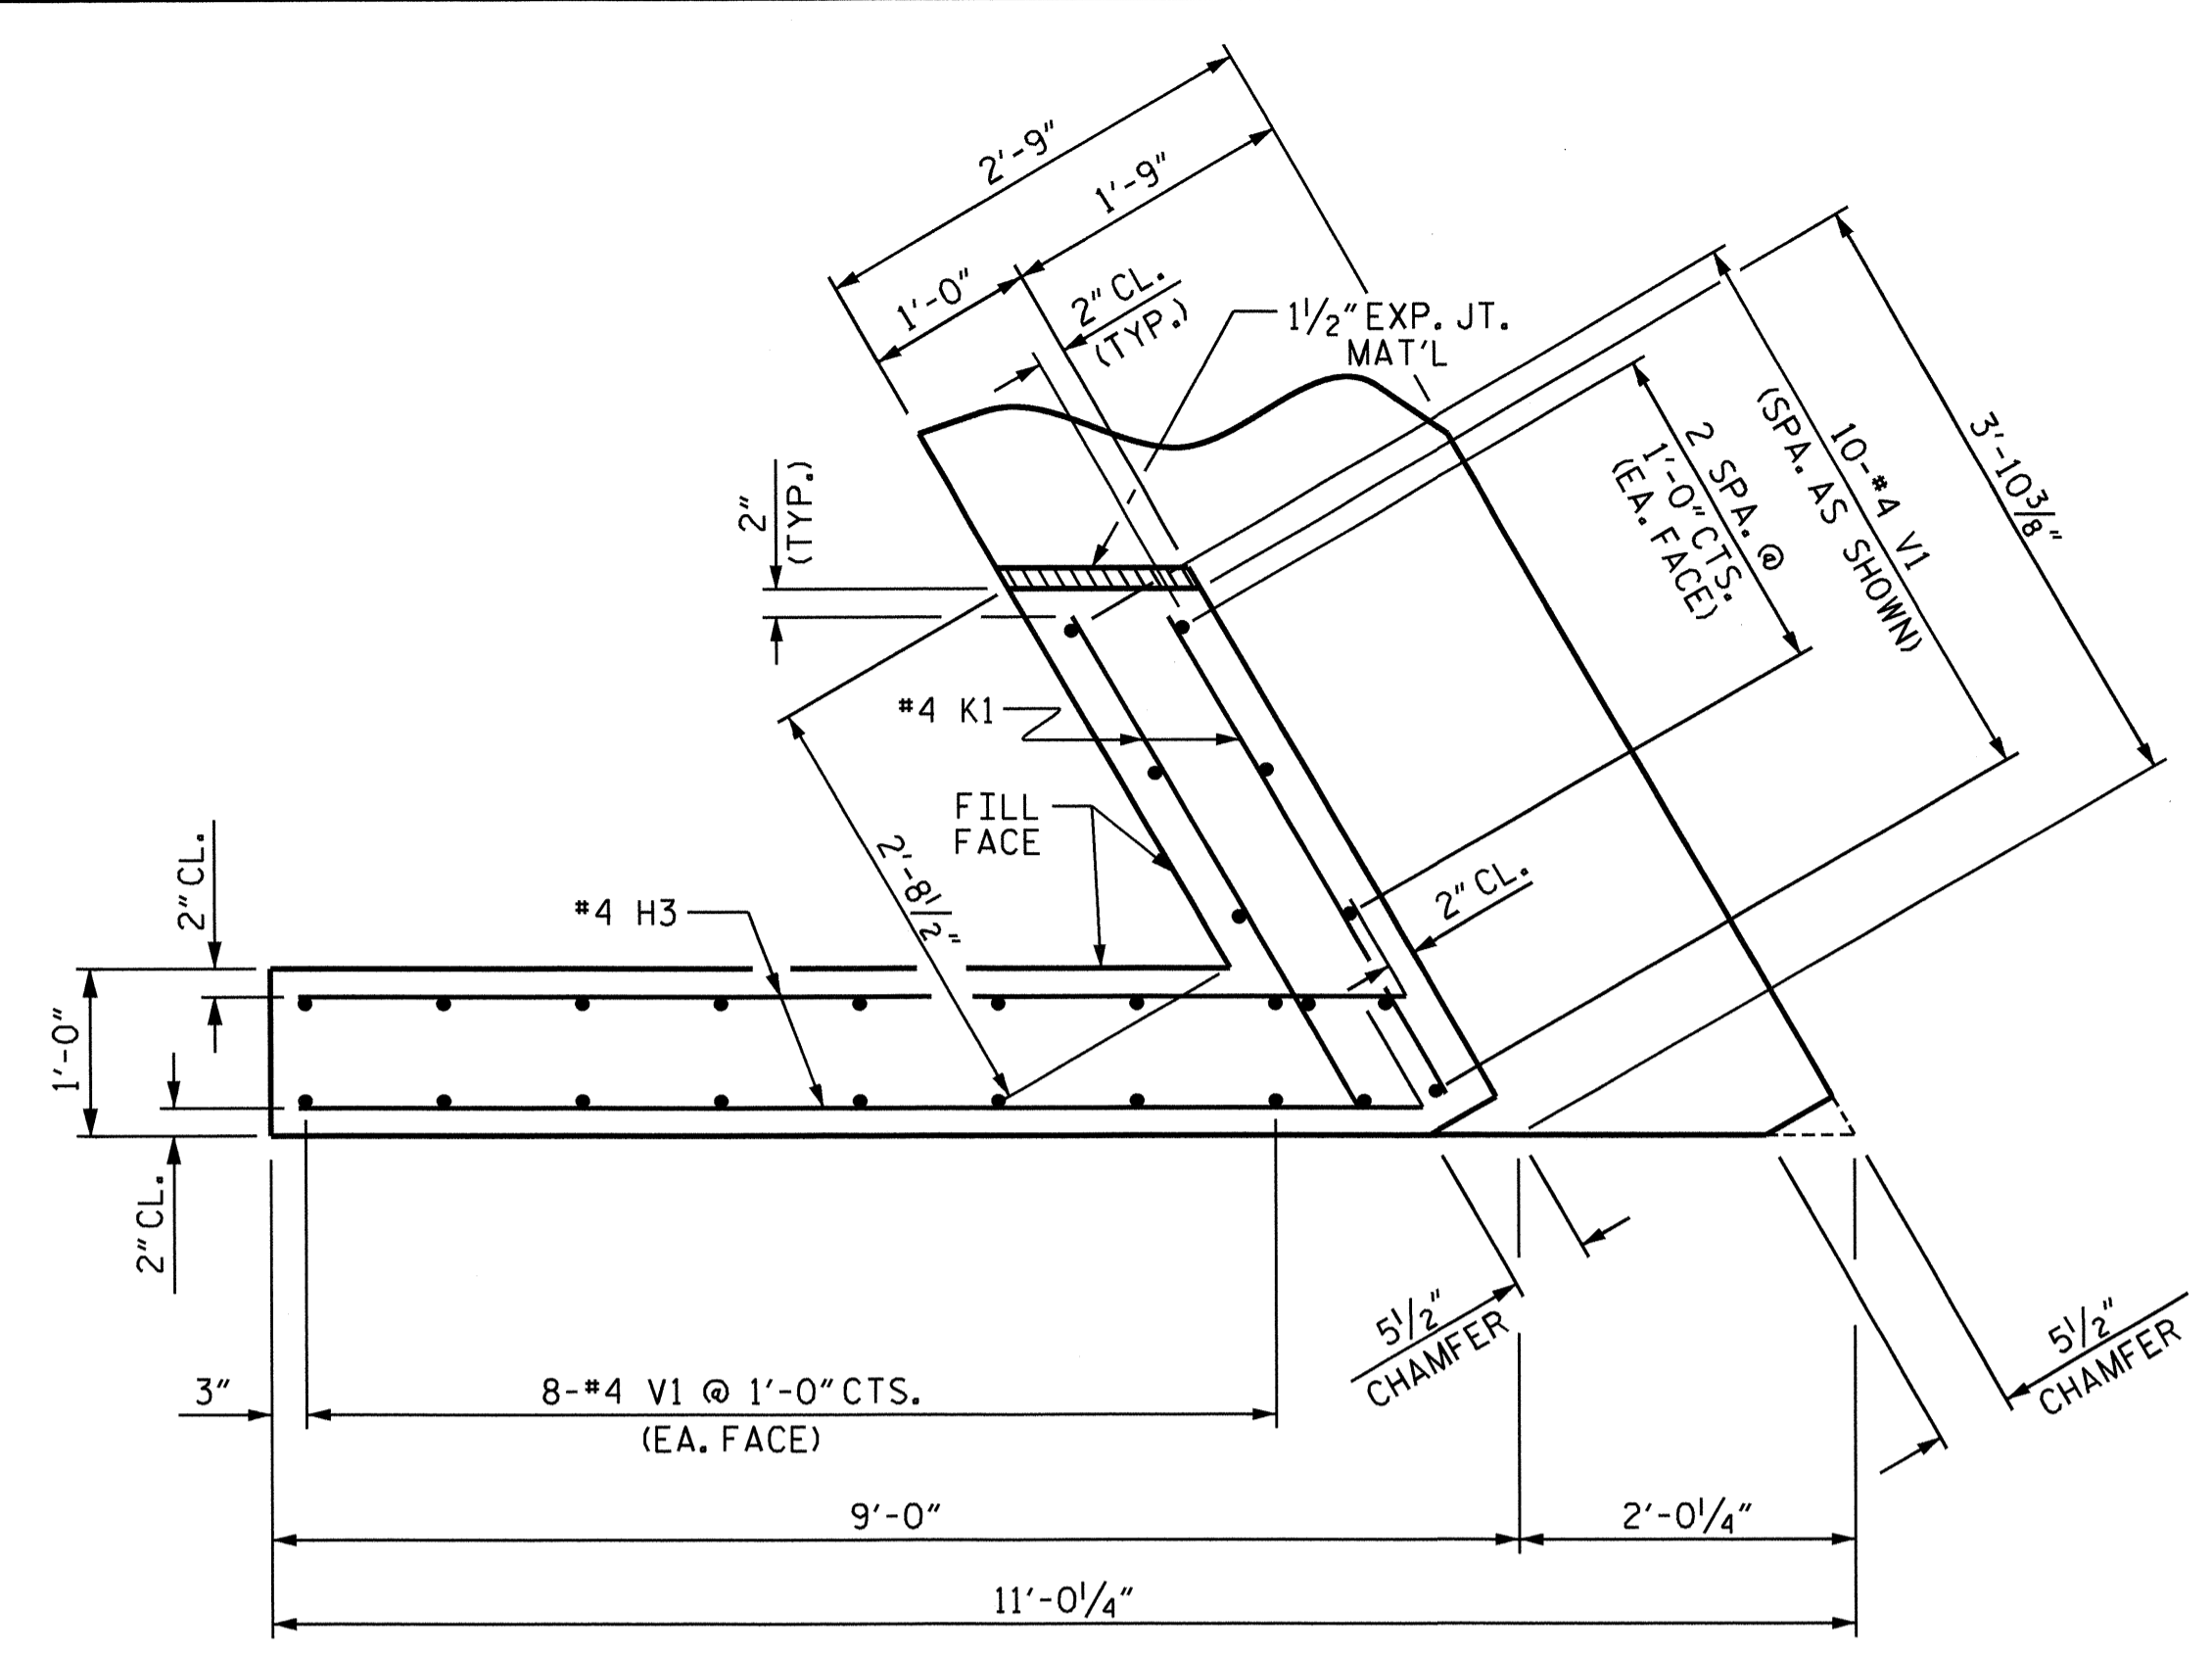 2'-9"
1'-9"
1'-0"
2" CL.
(TYP.)
1½" EXP. JT.
MAT'L
2"
(TYP.)
2 SPA. @
1'-0" CTS.
(EA. FACE)
10-#4 V1
(SPA. AS SHOWN)
3'-10⅜"
#4 K1
FILL
FACE
2'-8½"
2" CL.
#4 H3
2" CL.
1'-0"
2" CL.
5½"
CHAMFER
5½"
CHAMFER
3"
8-#4 V1 @ 1'-0" CTS.
(EA. FACE)
9'-0"
2'-0¼"
11'-0¼"